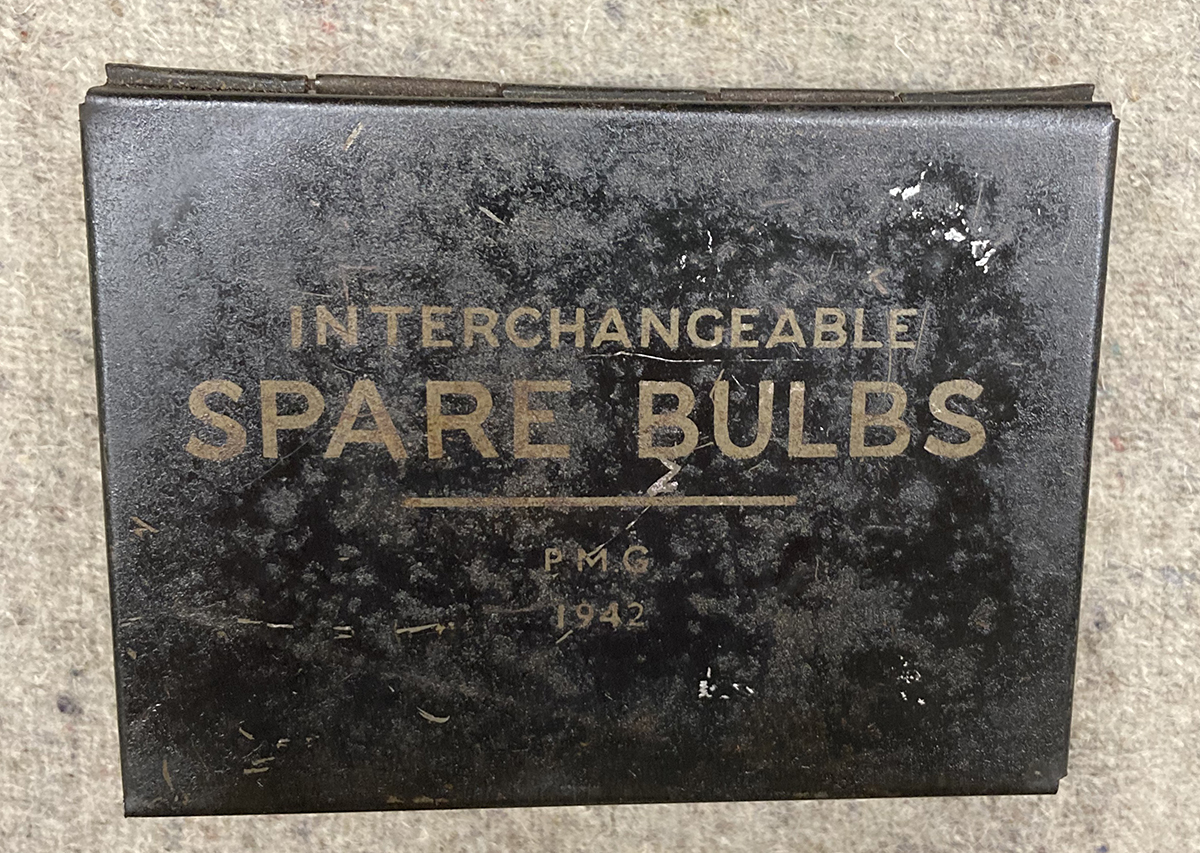 INTERCHANGEABLE
SPARE BULBS
PMG
1942